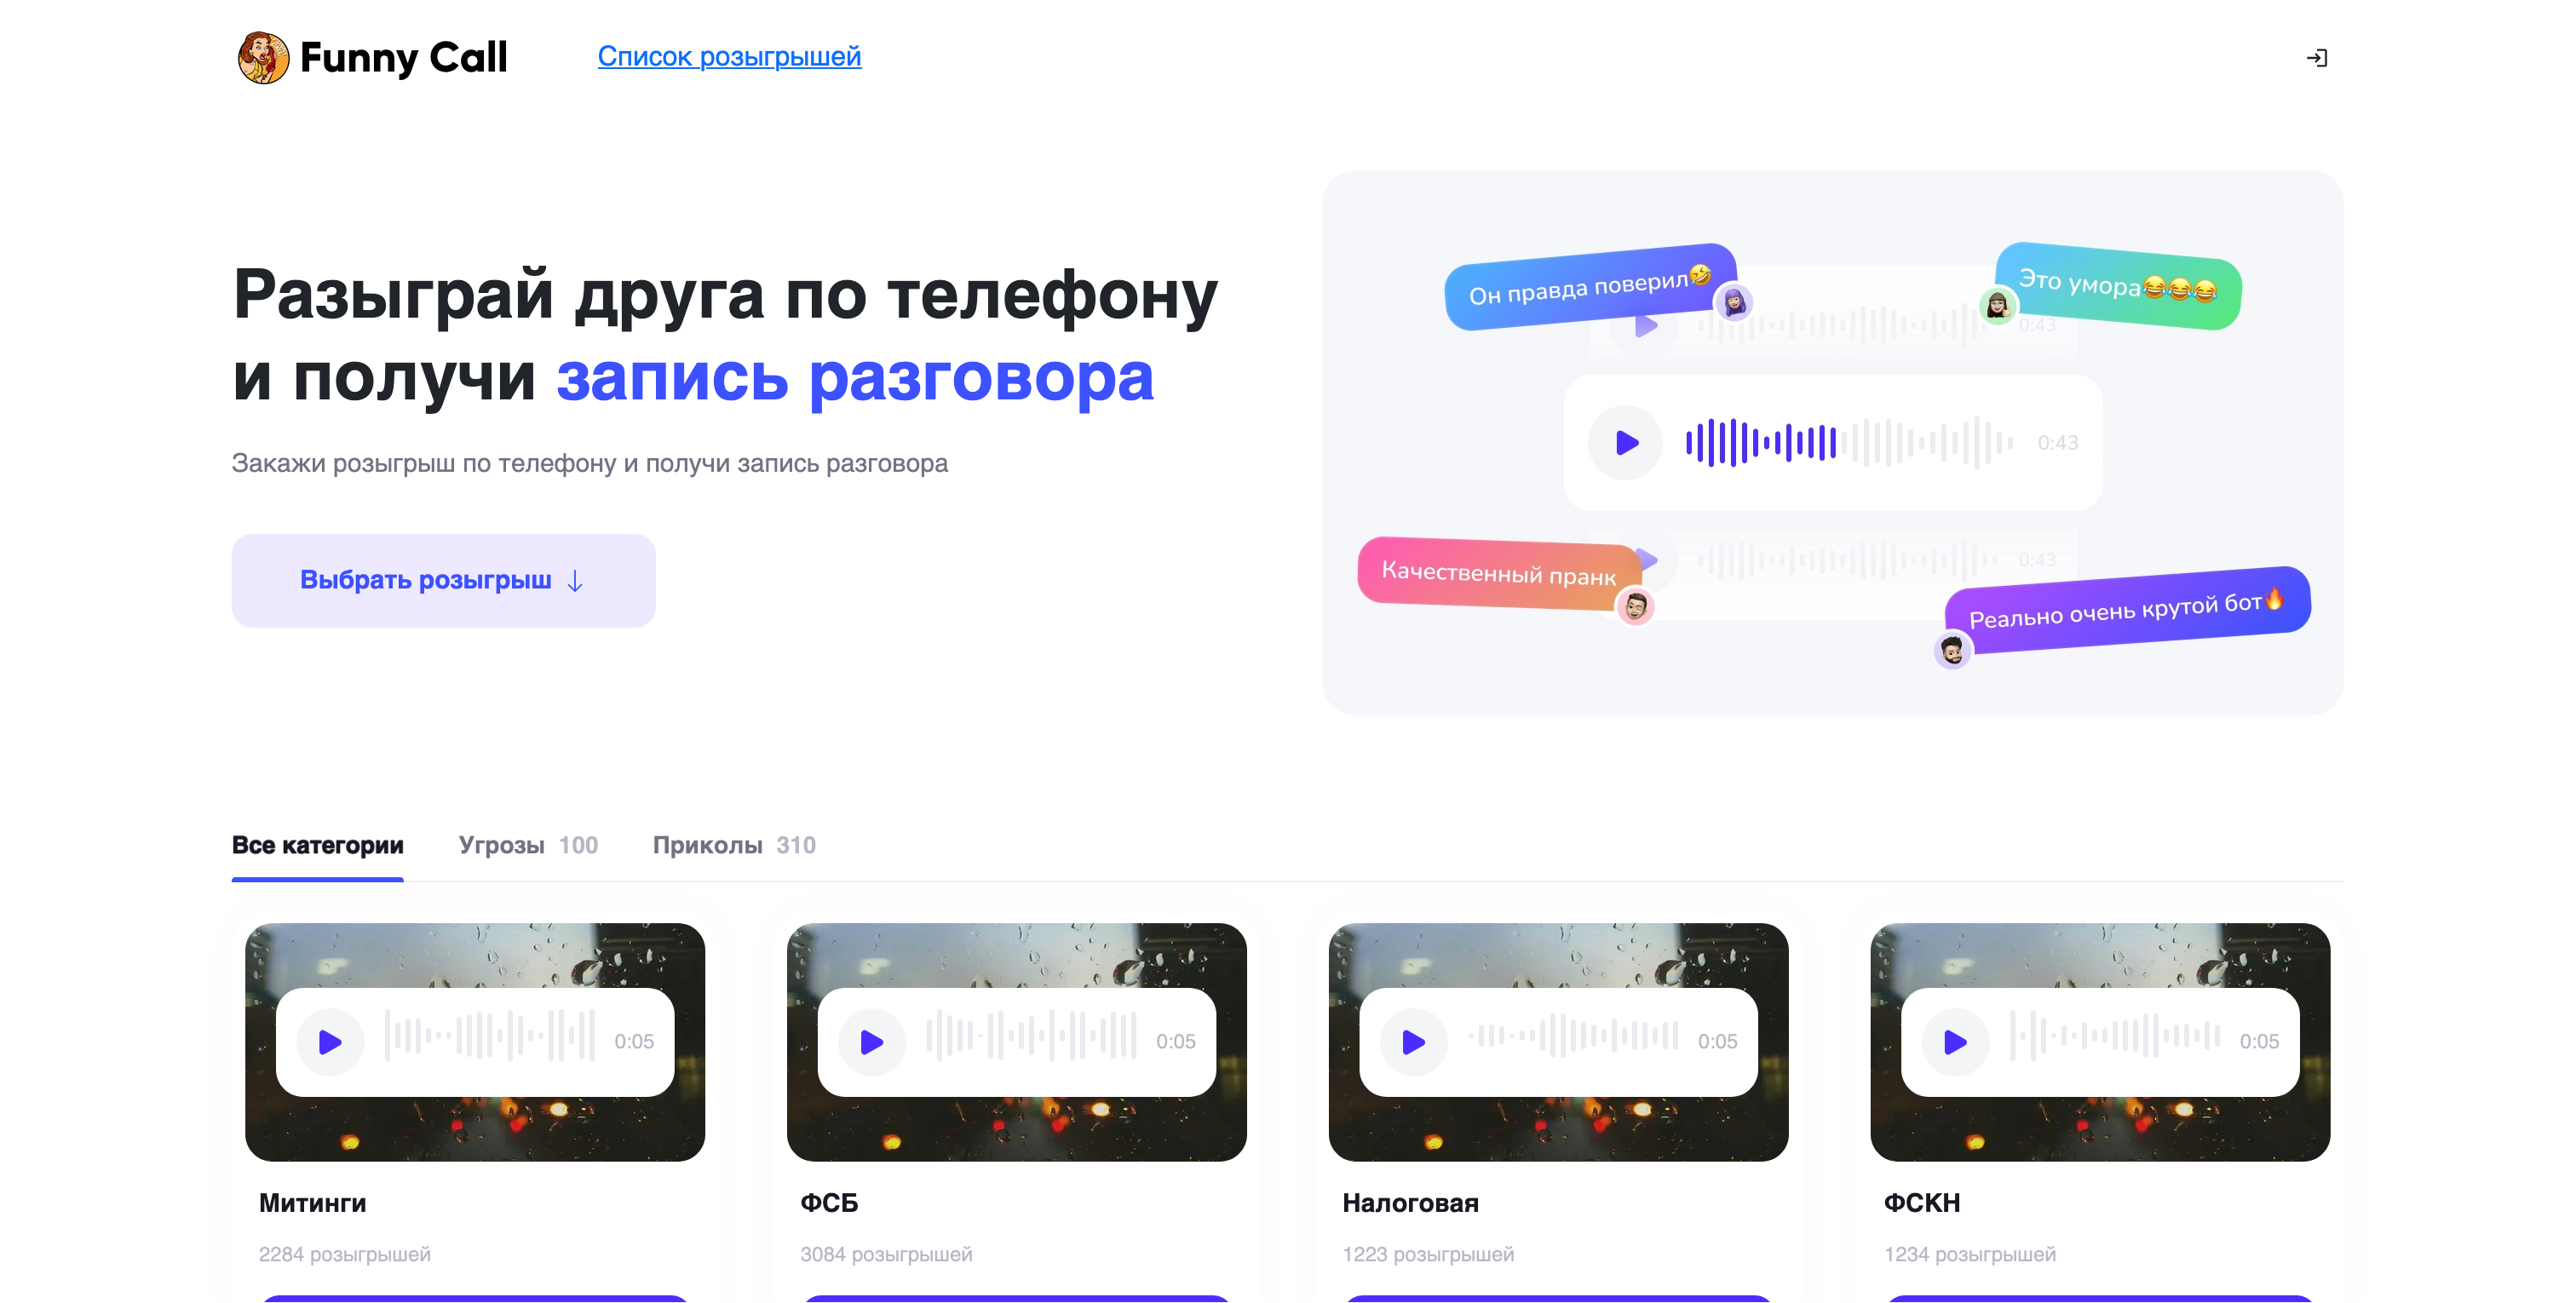 Funny Call
Список розыгрышей
Разыграй друга по телефону
и получи запись разговора
Закажи розыгрыш по телефону и получи запись разговора
Выбрать розыгрыш ↓
Он правда поверил🤣
Это умора😂😂😂
0:43
0:43
0:43
Качественный пранк
Реально очень крутой бот🔥
Все категории Угрозы 100 Приколы 310
0:05 0:05 0:05 0:05
Митинги ФСБ Налоговая ФСКН
2284 розыгрышей 3084 розыгрышей 1223 розыгрышей 1234 розыгрышей